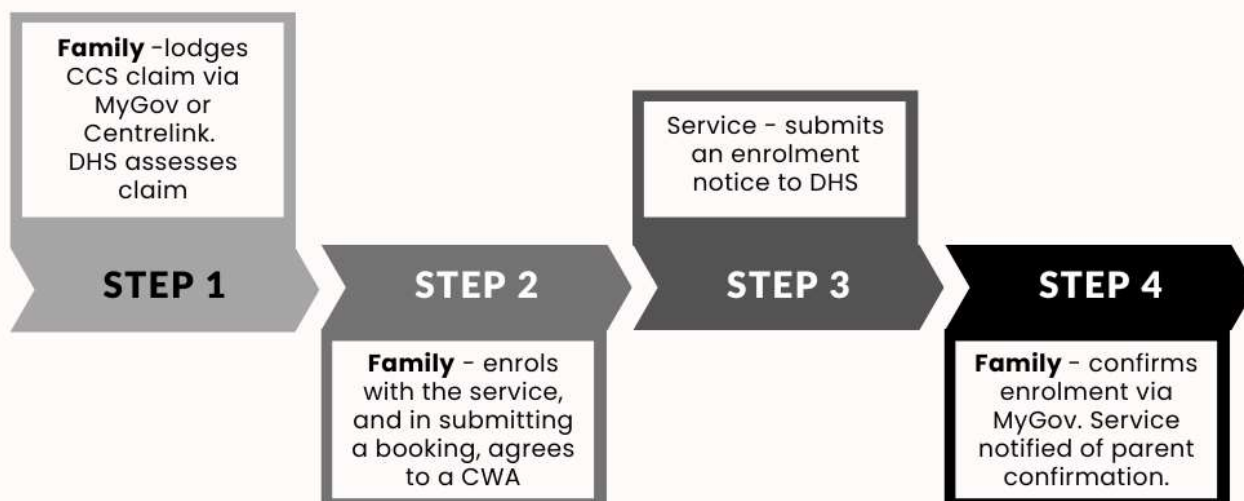 Family -lodges
CCS claim via
MyGov or
Centrelink.
DHS assesses
claim
STEP 1
STEP 2
Family - enrols
with the service,
and in submitting
a booking, agrees
to a CWA
Service - submits
an enrolment
notice to DHS
STEP 3
STEP 4
Family - confirms
enrolment via
MyGov. Service
notified of parent
confirmation.